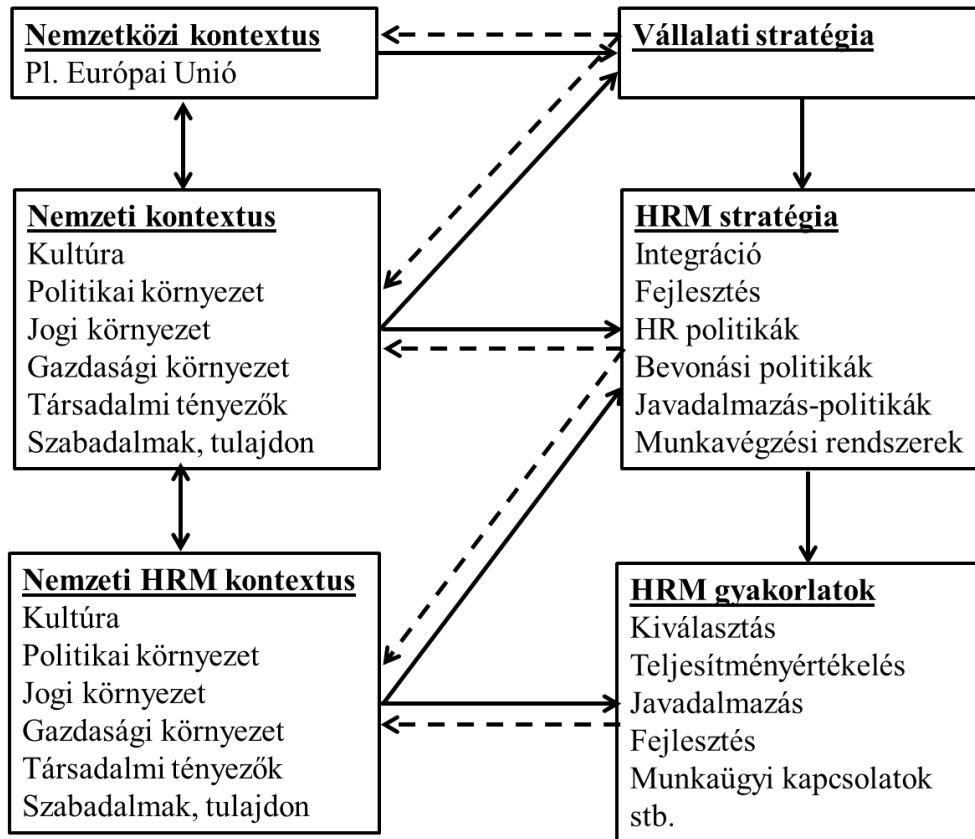 Nemzetközi kontextus
Pl. Európai Unió
Vállalati stratégia
Nemzeti kontextus
Kultúra
Politikai környezet
Jogi környezet
Gazdasági környezet
Társadalmi tényezők
Szabadalmak, tulajdon
HRM stratégia
Integráció
Fejlesztés
HR politikák
Bevonási politikák
Javadalmazás-politikák
Munkavégzési rendszerek
Nemzeti HRM kontextus
Kultúra
Politikai környezet
Jogi környezet
Gazdasági környezet
Társadalmi tényezők
Szabadalmak, tulajdon
HRM gyakorlatok
Kiválasztás
Teljesítményértékelés
Javadalmazás
Fejlesztés
Munkaügyi kapcsolatok
stb.